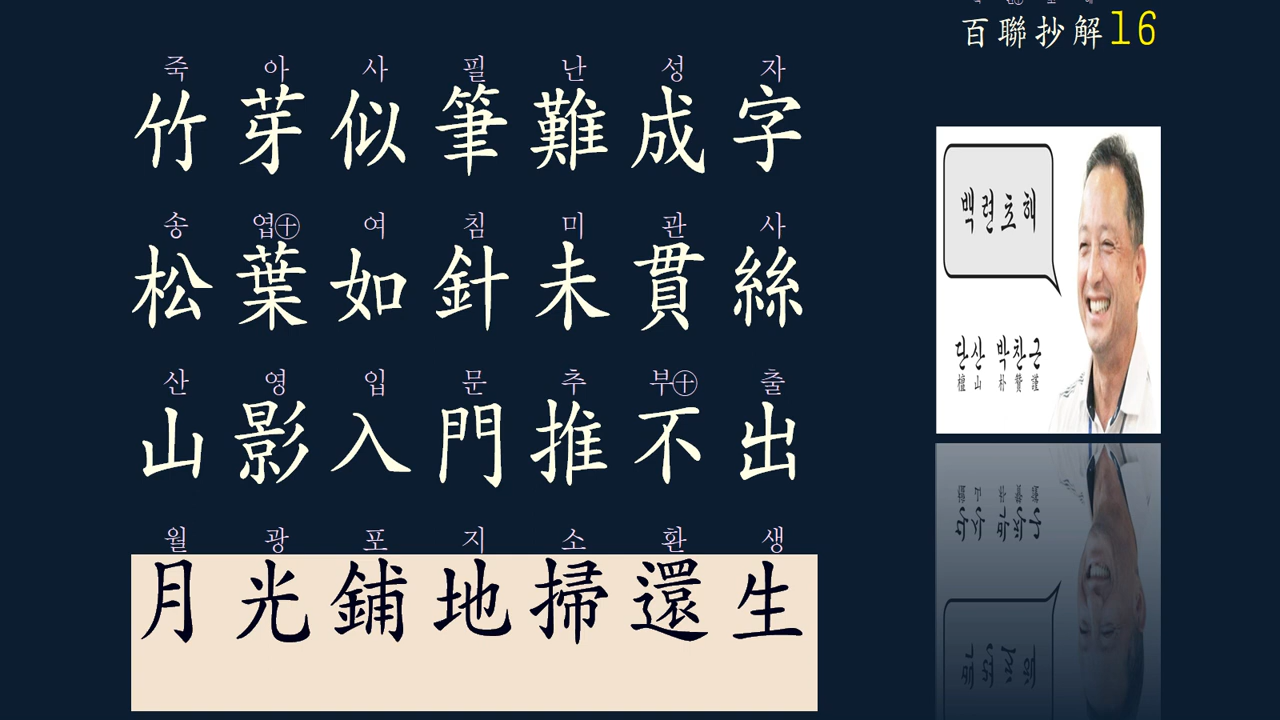 백 련 초 해
百聯抄解16
죽 아 사 필 난 성 자
竹芽似筆難成字
송 엽㊉ 여 침 미 관 사
松葉如針未貫絲
산 영 입 문 추 부㊉ 출
山影入門推不出
월 광 포 지 소 환 생
月光鋪地掃還生
백련초해
단산 박찬근
檀山 朴贊謹